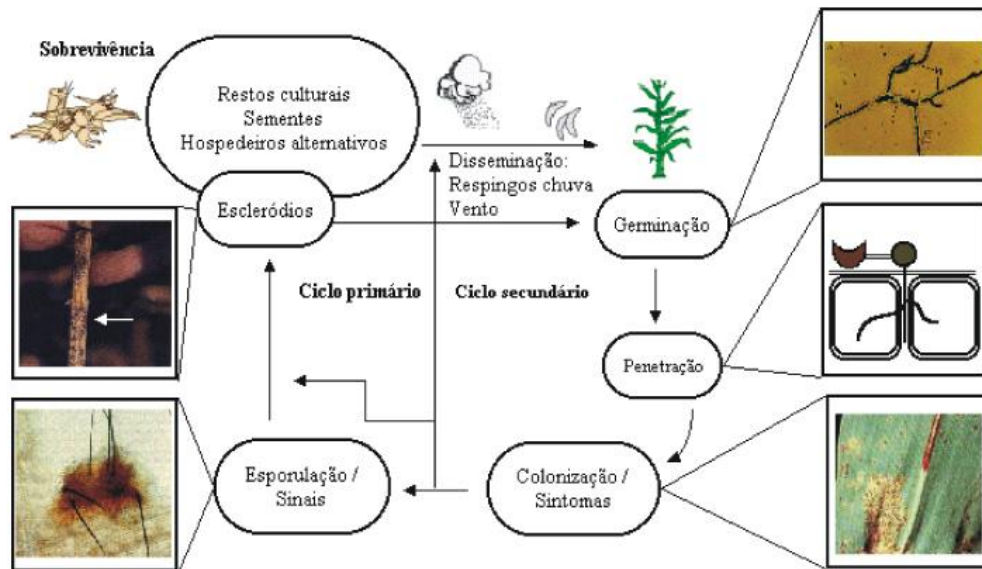 Sobrevivência
Restos culturais
Sementes
Hospedeiros alternativos
Escleródios
Disseminação:
Respingos chuva
Vento
Germinação
Ciclo primário
Ciclo secundário
Penetração
Esporulação /
Sinais
Colonização /
Sintomas